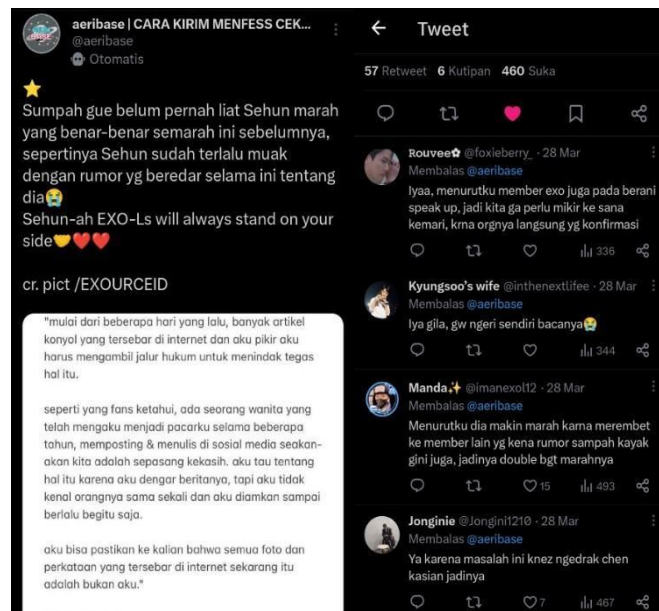 aeribase | CARA KIRIM MENFESS CEK...
@aeribase
Otomatis
Sumpah gue belum pernah liat Sehun marah
yang benar-benar semarah ini sebelumnya,
sepertinya Sehun sudah terlalu muak
dengan rumor yg beredar selama ini tentang
dia😭
Sehun-ah EXO-Ls will always stand on your
side🤝❤️❤️
cr. pict /EXOURCEID
"mulai dari beberapa hari yang lalu, banyak artikel
konyol yang tersebar di internet dan aku pikir aku
harus mengambil jalur hukum untuk menindak tegas
hal itu.
seperti yang fans ketahui, ada seorang wanita yang
telah mengaku menjadi pacarku selama beberapa
tahun, memposting & menulis di sosial media seakan-
akan kita adalah sepasang kekasih. aku tau tentang
hal itu karena aku dengar beritanya, tapi aku tidak
kenal orangnya sama sekali dan aku diamkan sampai
berlalu begitu saja.
aku bisa pastikan ke kalian bahwa semua foto dan
perkataan yang tersebar di internet sekarang itu
adalah bukan aku."
Tweet
57 Retweet 6 Kutipan 460 Suka
Rouvee✿ @foxieberry_ · 28 Mar
Membalas @aeribase
Iyaa, menurutku member exo juga pada berani
speak up, jadi kita ga perlu mikir ke sana
kemari, krna orgnya langsung yg konfirmasi
336
Kyungsoo's wife @inthenextlifee · 28 Mar
Membalas @aeribase
Iya gila, gw ngeri sendiri bacanya😭
344
Manda✨ @imanexol12 · 28 Mar
Membalas @aeribase
Menurutku dia makin marah karna merembet
ke member lain yg kena rumor sampah kayak
gini juga, jadinya double bgt marahnya
15 493
Jonginie @Jongini1210 · 28 Mar
Membalas @aeribase
Ya karena masalah ini knez ngedrak chen
kasian jadinya
7 467